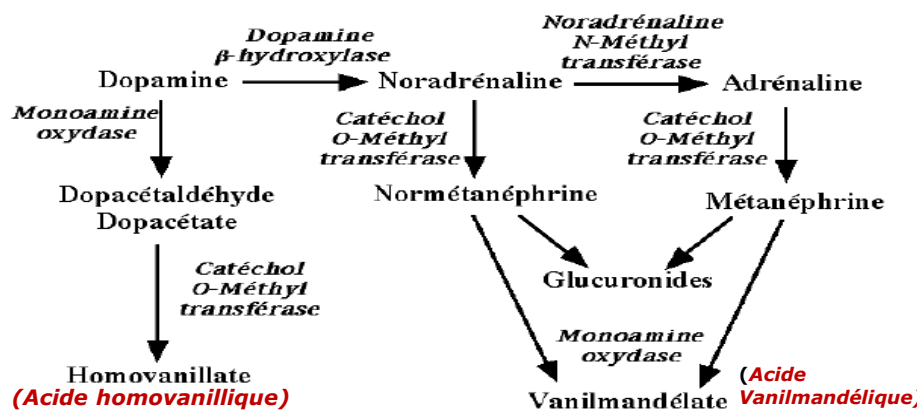 Dopamine
β-hydroxylase
Noradrénaline
N-Méthyl
transférase
Dopamine
Noradrénaline
Adrénaline
Monoamine
oxydase
Catéchol
O-Méthyl
transférase
Catéchol
O-Méthyl
transférase
Dopacétaldéhyde
Dopacétate
Normétanéphrine
Métanéphrine
Catéchol
O-Méthyl
transférase
Glucuronides
Monoamine
oxydase
Homovanillate
(Acide homovanillique)
Vanilmandélate
(Acide
Vanilmandélique)